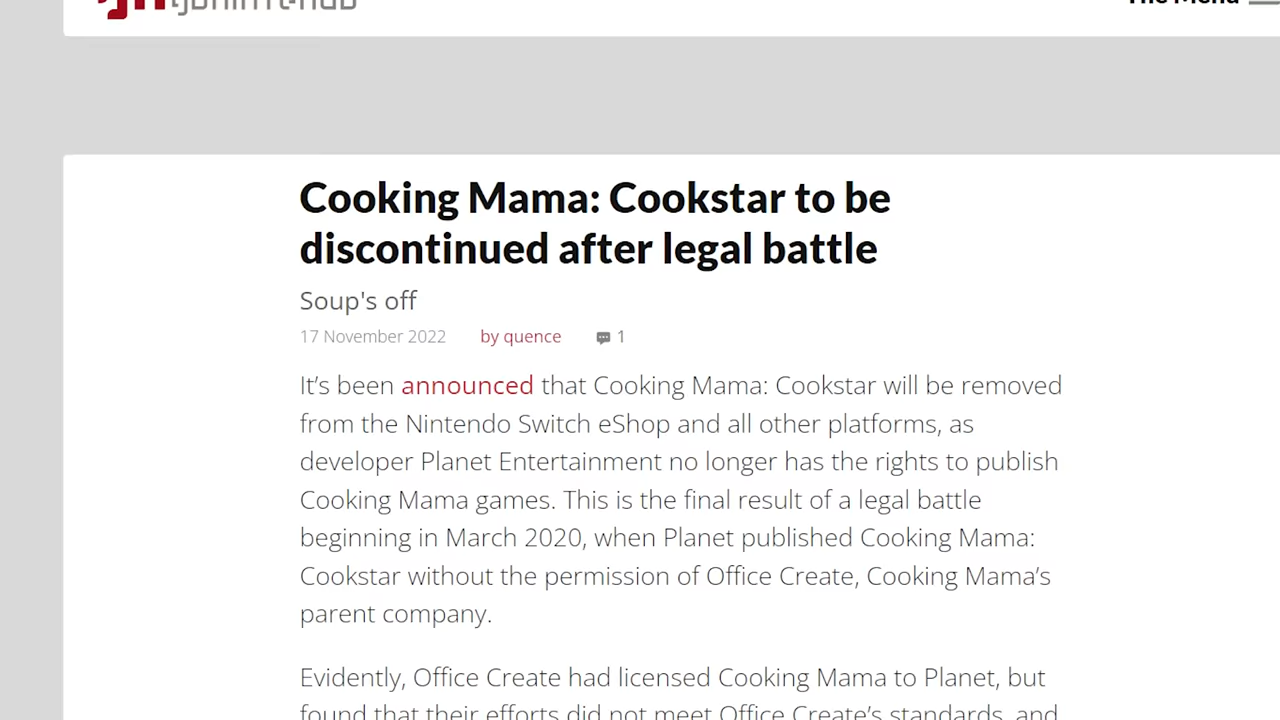 The Menu
Cooking Mama: Cookstar to be
discontinued after legal battle
Soup's off
17 November 2022 by quence 1
It’s been announced that Cooking Mama: Cookstar will be removed
from the Nintendo Switch eShop and all other platforms, as
developer Planet Entertainment no longer has the rights to publish
Cooking Mama games. This is the final result of a legal battle
beginning in March 2020, when Planet published Cooking Mama:
Cookstar without the permission of Office Create, Cooking Mama’s
parent company.
Evidently, Office Create had licensed Cooking Mama to Planet, but
found that their efforts did not meet Office Create’s standards, and